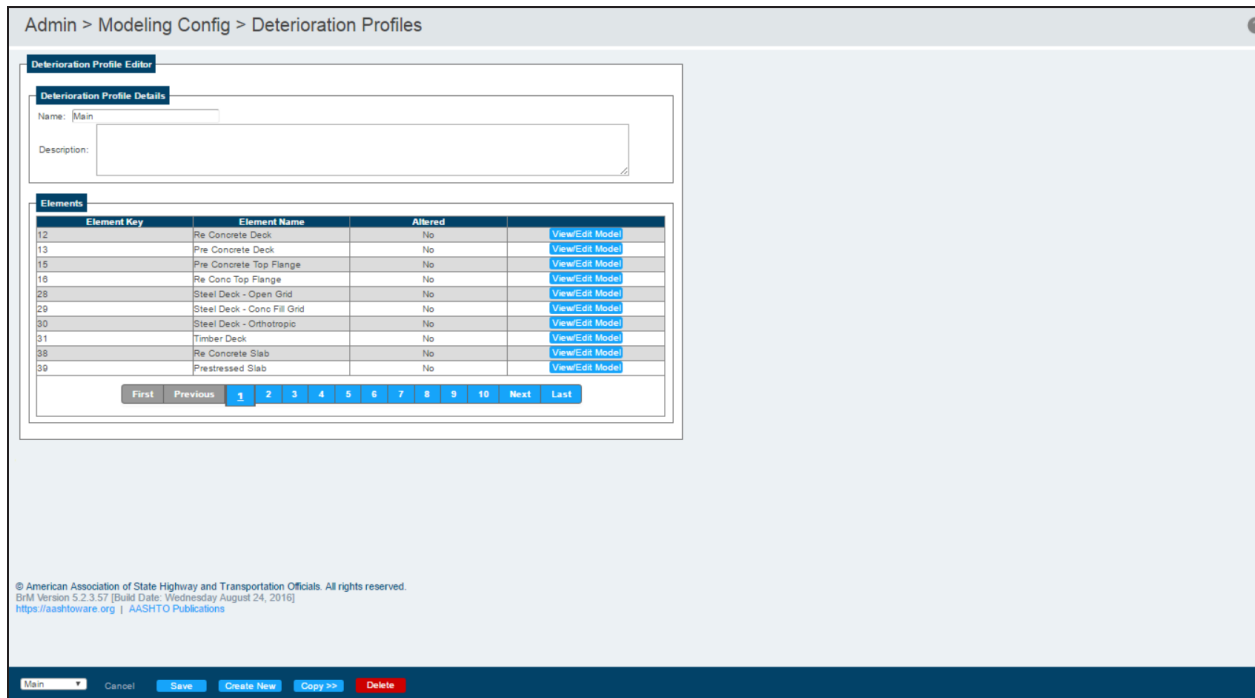 Admin > Modeling Config > Deterioration Profiles
Deterioration Profile Editor
Deterioration Profile Details
Name: Main
Description:
Elements
Element Key Element Name Altered
12 Re Concrete Deck No View/Edit Model
13 Pre Concrete Deck No View/Edit Model
15 Pre Concrete Top Flange No View/Edit Model
16 Re Conc Top Flange No View/Edit Model
28 Steel Deck - Open Grid No View/Edit Model
29 Steel Deck - Conc Fill Grid No View/Edit Model
30 Steel Deck - Orthotropic No View/Edit Model
31 Timber Deck No View/Edit Model
38 Re Concrete Slab No View/Edit Model
39 Prestressed Slab No View/Edit Model
First Previous 1 2 3 4 5 6 7 8 9 10 Next Last
© American Association of State Highway and Transportation Officials. All rights reserved.
BrM Version 5.2.3.57 [Build Date: Wednesday August 24, 2016]
https://aashtoware.org | AASHTO Publications
Main Cancel Save Create New Copy >> Delete